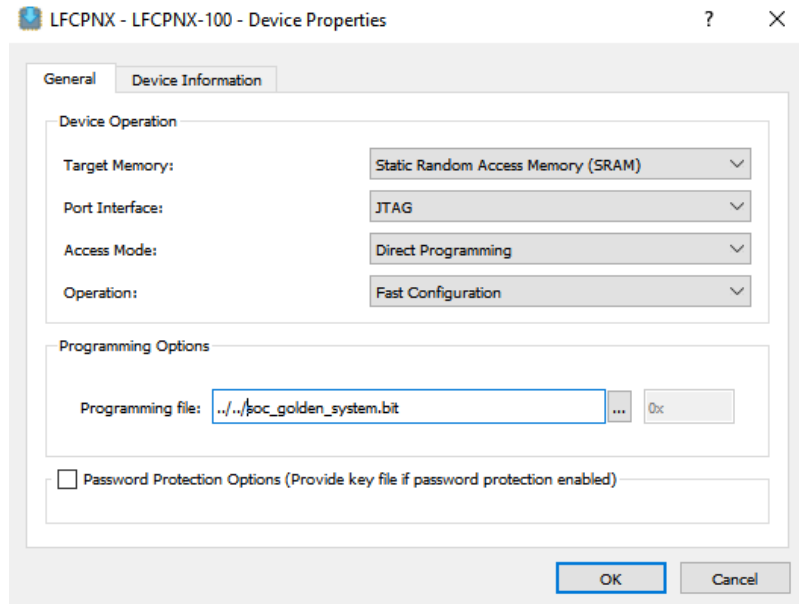 LFCPNX - LFCPNX-100 - Device Properties ?
General Device Information
Device Operation
Target Memory: Static Random Access Memory (SRAM)
Port Interface: JTAG
Access Mode: Direct Programming
Operation: Fast Configuration
Programming Options
Programming file: ../../soc_golden_system.bit ... 0x
Password Protection Options (Provide key file if password protection enabled)
OK Cancel